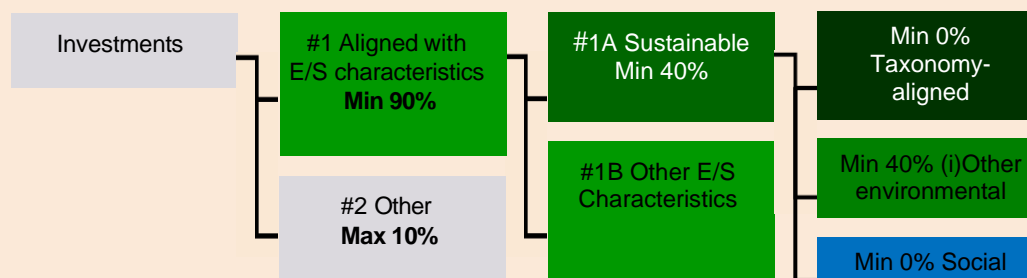 Investments
#1 Aligned with
E/S characteristics
Min 90%
#2 Other
Max 10%
#1A Sustainable
Min 40%
#1B Other E/S
Characteristics
Min 0%
Taxonomy-
aligned
Min 40% (i)Other
environmental
Min 0% Social